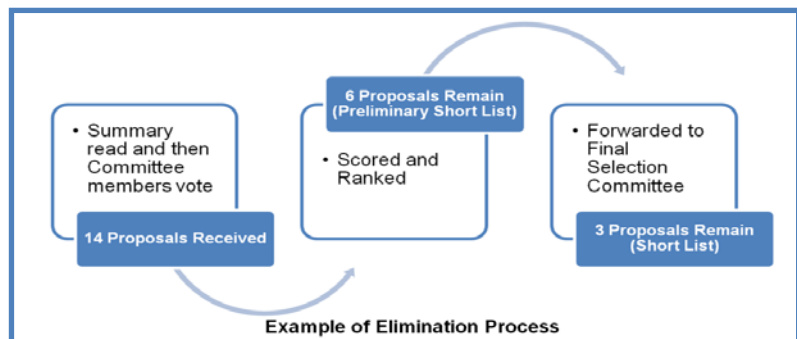 • Summary
read and then
Committee
members vote
14 Proposals Received
6 Proposals Remain
(Preliminary Short List)
• Scored and
Ranked
• Forwarded to
Final
Selection
Committee
3 Proposals Remain
(Short List)
Example of Elimination Process